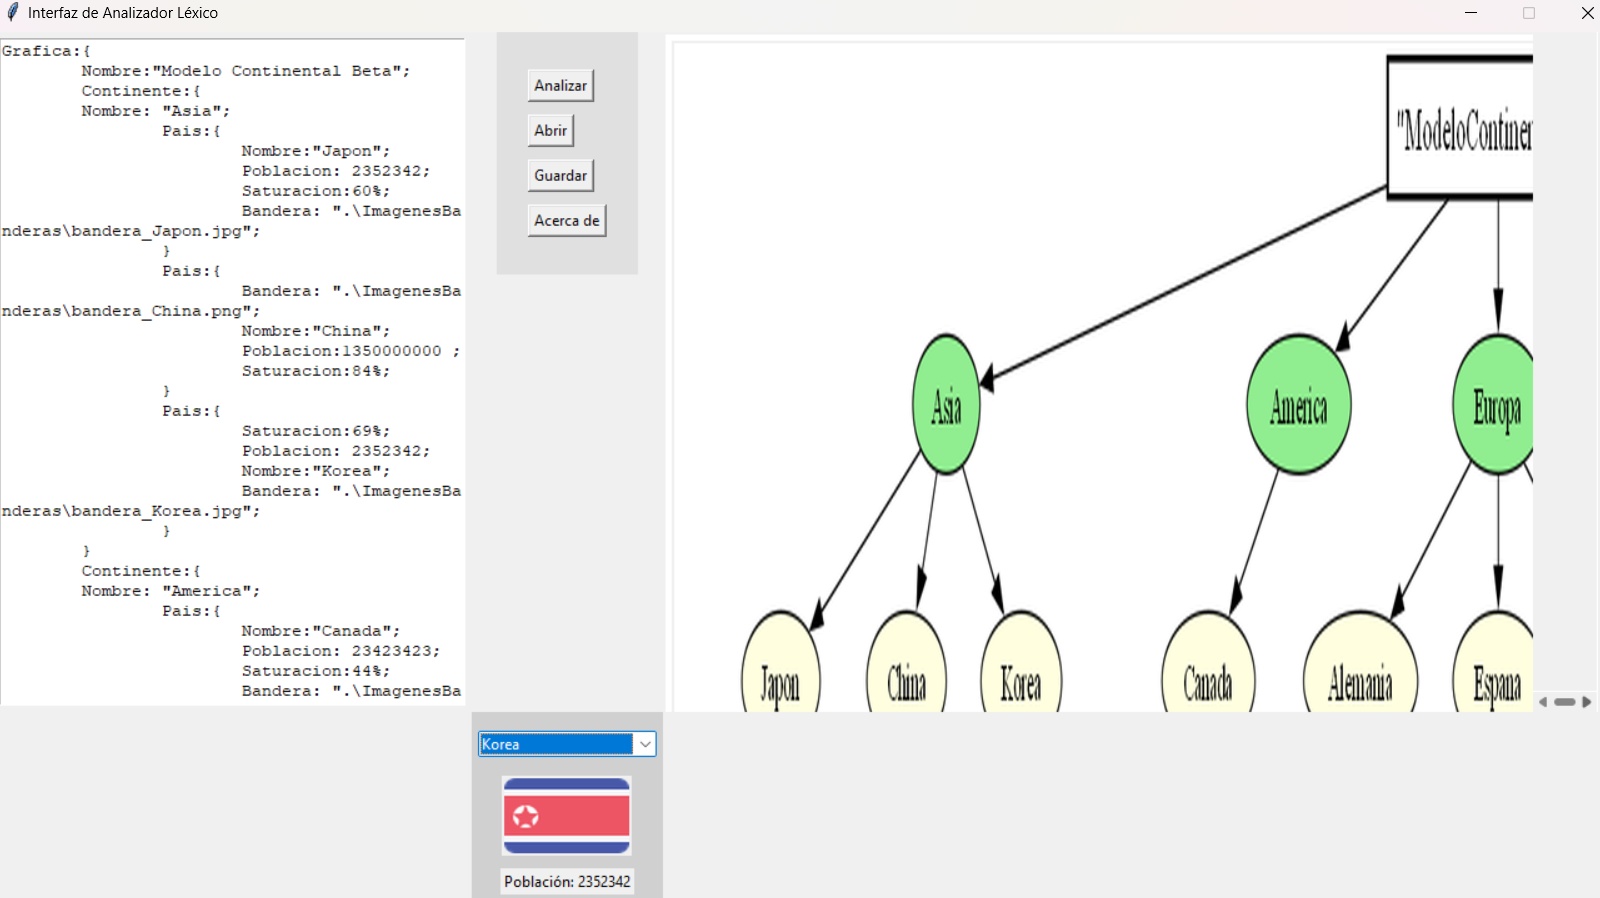 Interfaz de Analizador Léxico
Grafica:{
Nombre:"Modelo Continental Beta";
Continente:{
Nombre: "Asia";
Pais:{
Nombre:"Japon";
Poblacion: 2352342;
Saturacion:60%;
Bandera: ".\ImagenesBa
nderas\bandera_Japon.jpg";
}
Pais:{
Bandera: ".\ImagenesBa
nderas\bandera_China.png";
Nombre:"China";
Poblacion:1350000000 ;
Saturacion:84%;
}
Pais:{
Saturacion:69%;
Poblacion: 2352342;
Nombre:"Korea";
Bandera: ".\ImagenesBa
nderas\bandera_Korea.jpg";
}
}
Continente:{
Nombre: "America";
Pais:{
Nombre:"Canada";
Poblacion: 23423423;
Saturacion:44%;
Bandera: ".\ImagenesBa
Analizar
Abrir
Guardar
Acerca de
"ModeloContinen
Asia
America
Europa
Japon
China
Korea
Canada
Alemania
Espana
Korea
Población: 2352342